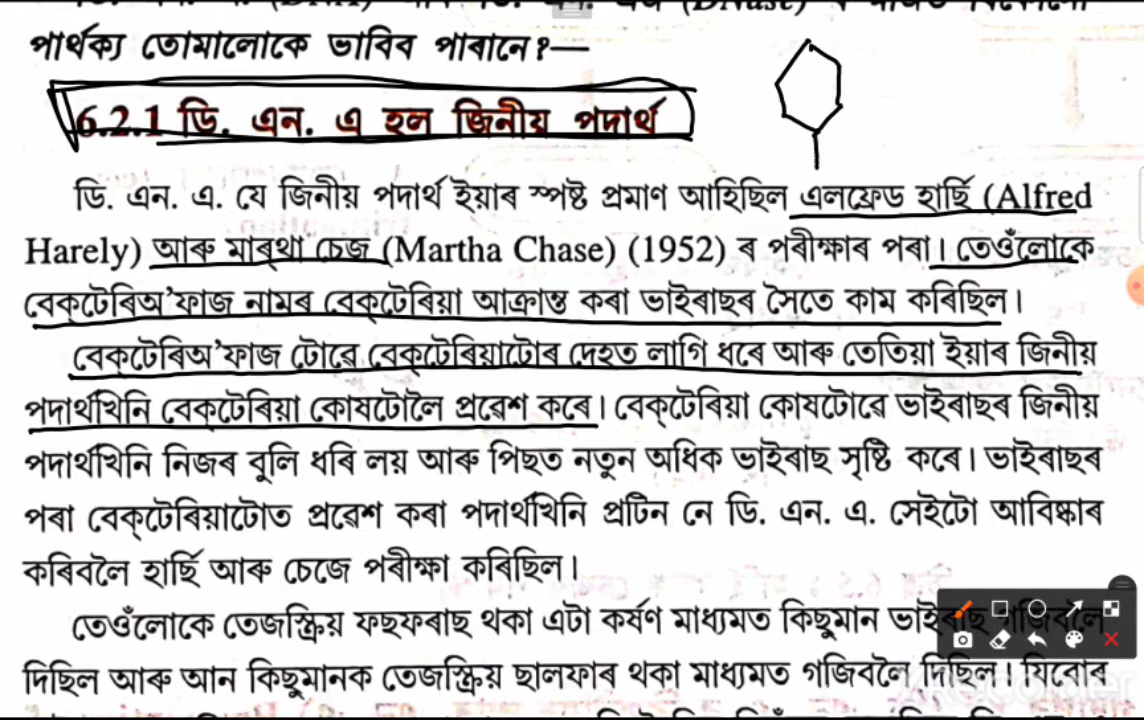 পাৰ্থক্য তোমালোকে ভাবিব পাৰানে?—
6.2.1 ডি. এন. এ হল জিনীয় পদাৰ্থ
ডি. এন. এ. যে জিনীয় পদাৰ্থ ইয়াৰ স্পষ্ট প্ৰমাণ আহিছিল এলফ্ৰেড হাৰ্ছি (Alfred
Harely) আৰু মাৰ্থা চেজ (Martha Chase) (1952) ৰ পৰীক্ষাৰ পৰা। তেওঁলোকে
বেক্টেৰিঅ'ফাজ নামৰ বেক্টেৰিয়া আক্ৰান্ত কৰা ভাইৰাছৰ সৈতে কাম কৰিছিল।
বেক্টেৰিঅ'ফাজ টোৱে বেক্টেৰিয়াটোৰ দেহত লাগি ধৰে আৰু তেতিয়া ইয়াৰ জিনীয়
পদাৰ্থখিনি বেক্টেৰিয়া কোষটোলৈ প্ৰৱেশ কৰে। বেক্টেৰিয়া কোষটোৱে ভাইৰাছৰ জিনীয়
পদাৰ্থখিনি নিজৰ বুলি ধৰি লয় আৰু পিছত নতুন অধিক ভাইৰাছ সৃষ্টি কৰে। ভাইৰাছৰ
পৰা বেক্টেৰিয়াটোত প্ৰৱেশ কৰা পদাৰ্থখিনি প্ৰটিন নে ডি. এন. এ. সেইটো আবিষ্কাৰ
কৰিবলৈ হাৰ্ছি আৰু চেজে পৰীক্ষা কৰিছিল।
তেওঁলোকে তেজস্ক্ৰিয় ফছফৰাছ থকা এটা কৰ্ষণ মাধ্যমত কিছুমান ভাইৰাছ গজিবলৈ
দিছিল আৰু আন কিছুমানক তেজস্ক্ৰিয় ছালফাৰ থকা মাধ্যমত গজিবলৈ দিছিল। যিবোৰ